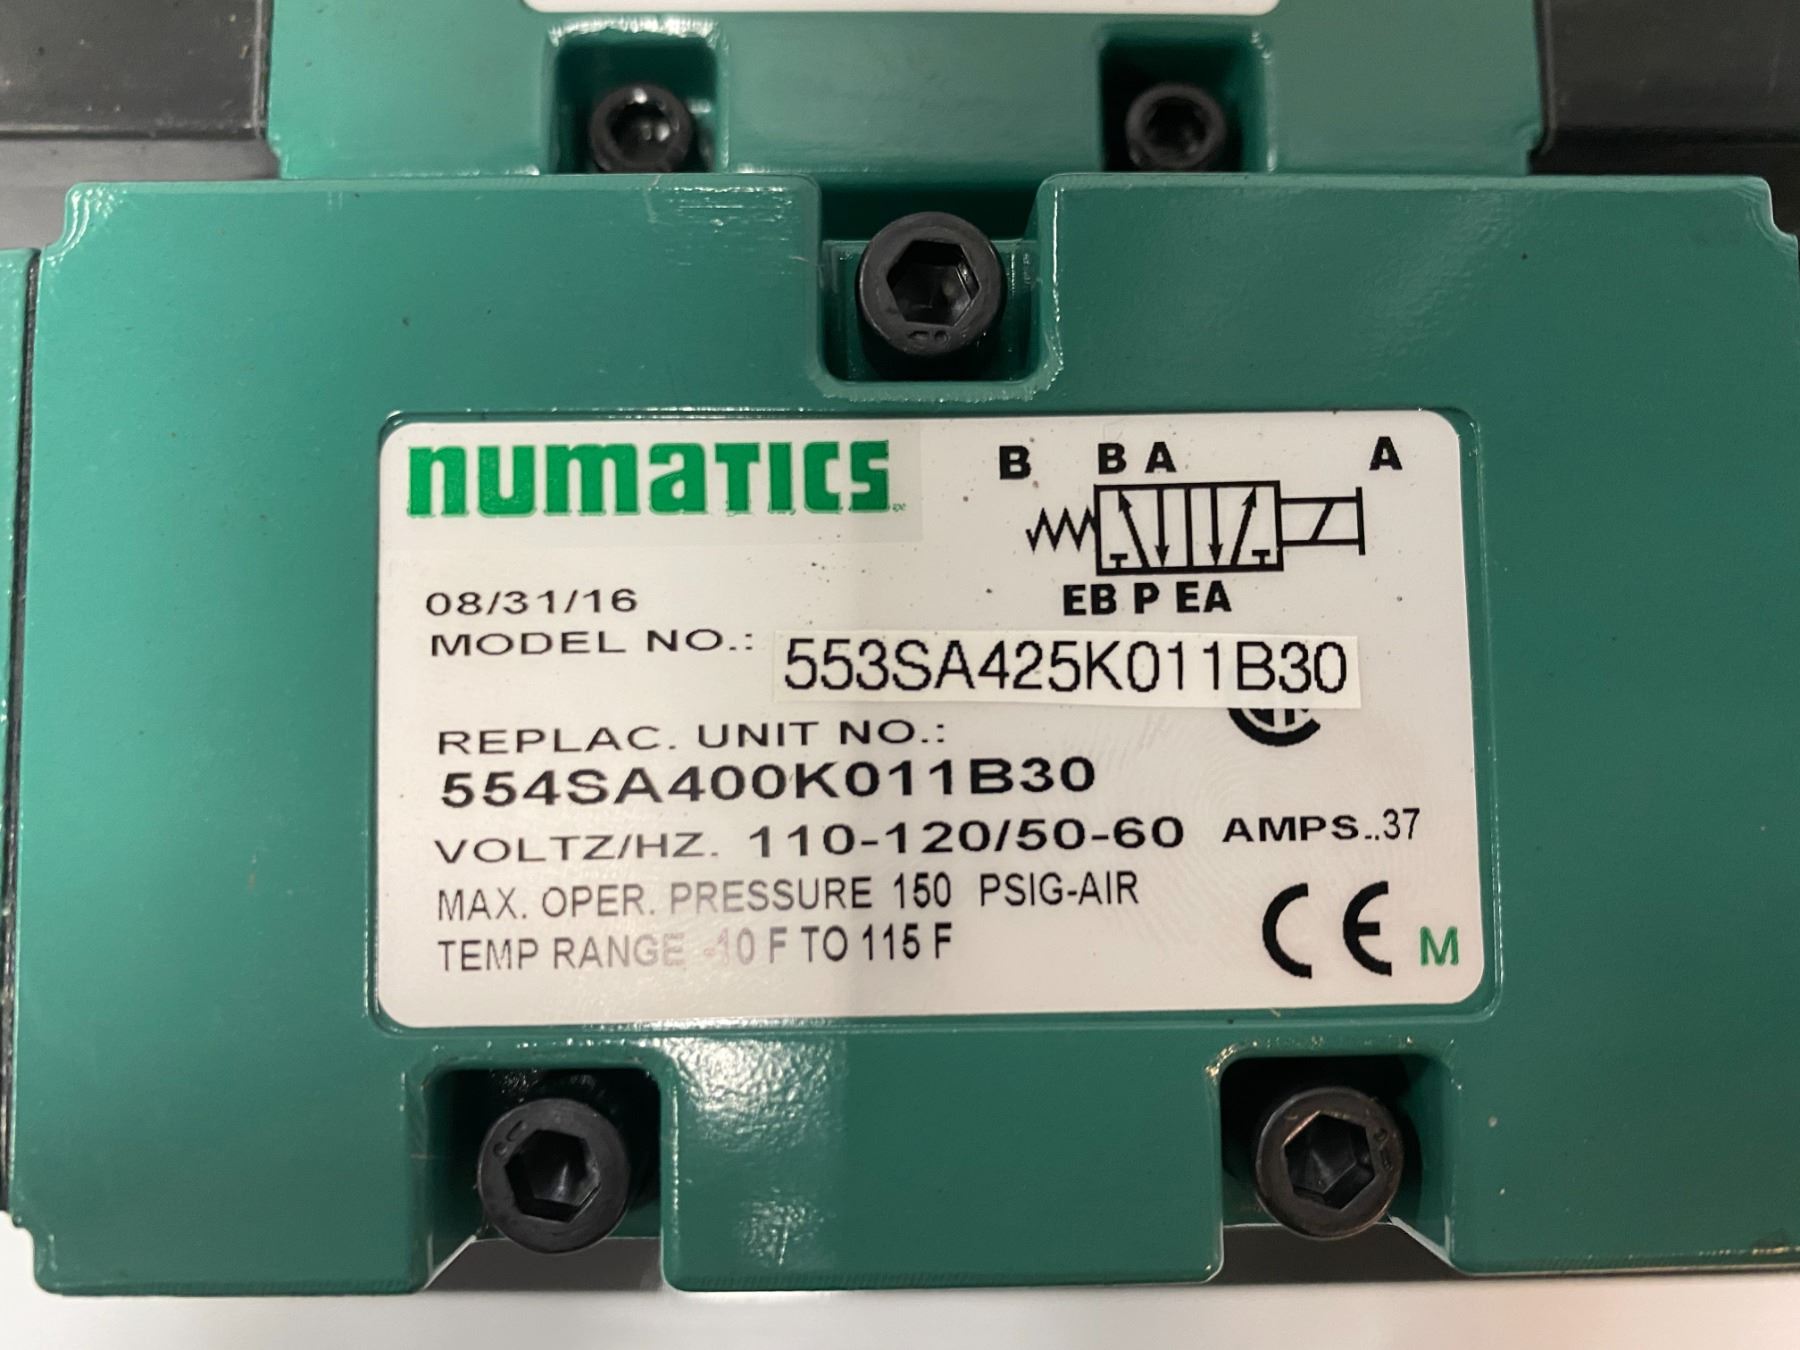 numatics
B B A A
EB P EA
08/31/16
MODEL NO.: 553SA425K011B30
REPLAC. UNIT NO.:
554SA400K011B30
VOLTZ/HZ. 110-120/50-60 AMPS..37
MAX. OPER. PRESSURE 150 PSIG-AIR
TEMP RANGE -10 F TO 115 F
CE M